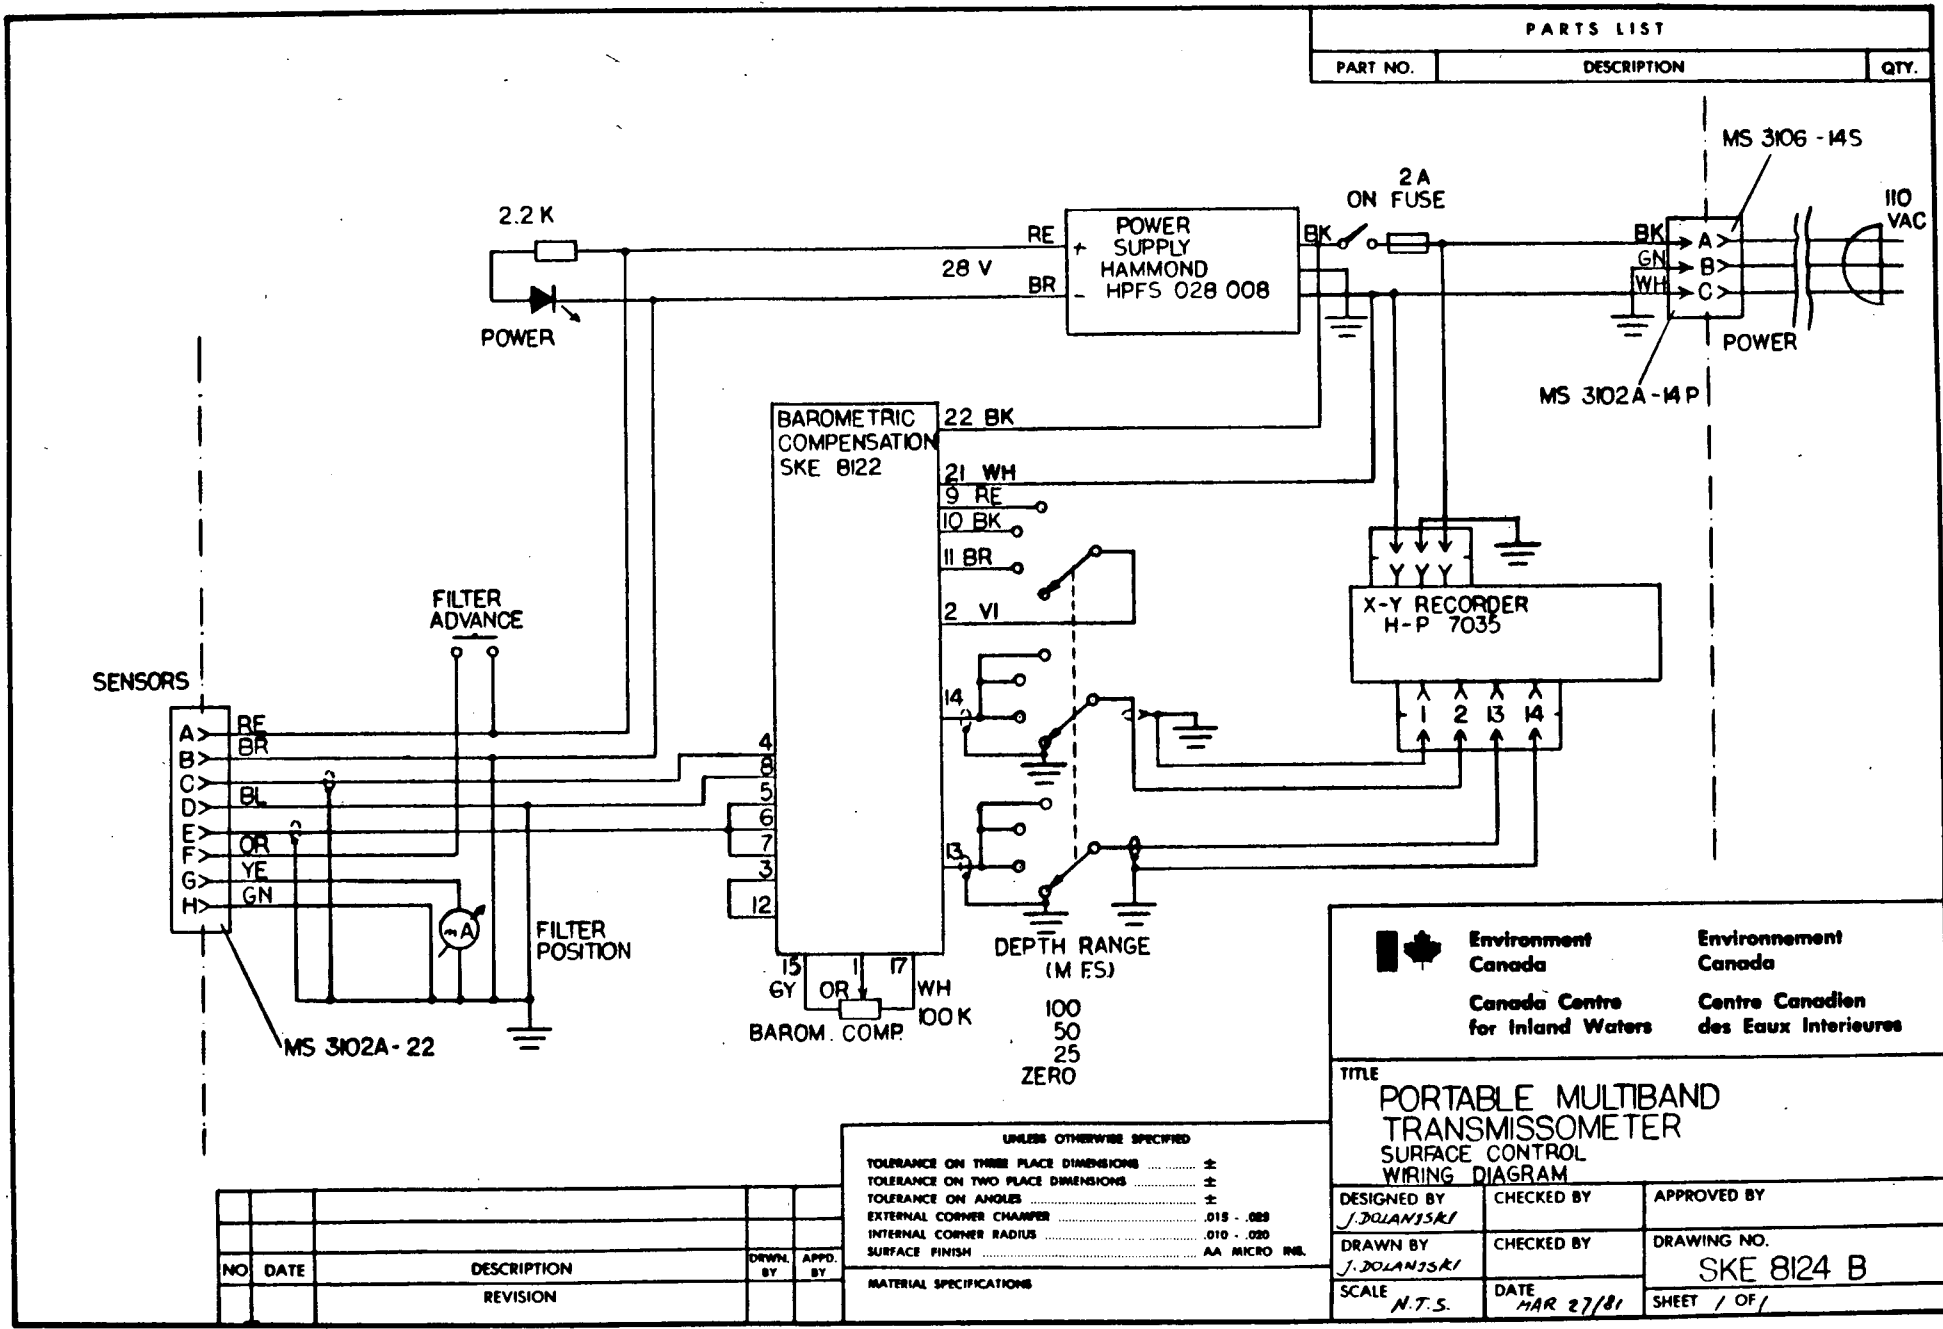 PARTS LIST
PART NO. DESCRIPTION QTY.
MS 3106 -14S
2 A
ON FUSE
110
VAC
2.2 K
RE
+
28 V
BR
-
POWER
SUPPLY
HAMMOND
HPFS 028 008
BK
BK
GN
WH
A
B
C
POWER
POWER
MS 3102A-14P
BAROMETRIC
COMPENSATION
SKE 8122
22 BK
21 WH
9 RE
10 BK
11 BR
2 VI
14
13
4
8
5
6
7
3
12
15
1
17
GY
OR
WH
100K
BAROM. COMP.
X-Y RECORDER
H-P 7035
1 2 13 14
FILTER
ADVANCE
SENSORS
A RE
B BR
C
D BL
E
F OR
G YE
H GN
mA
FILTER
POSITION
MS 3102A-22
DEPTH RANGE
(M F.S.)
100
50
25
ZERO
Environment
Canada
Environnement
Canada
Canada Centre
for Inland Waters
Centre Canadien
des Eaux Interieures
TITLE
PORTABLE MULTIBAND
TRANSMISSOMETER
SURFACE CONTROL
WIRING DIAGRAM
DESIGNED BY
J. DOLANJSKI
CHECKED BY
APPROVED BY
DRAWN BY
J. DOLANJSKI
CHECKED BY
DRAWING NO.
SKE 8124 B
SCALE
N.T.S.
DATE
MAR 27/81
SHEET 1 OF 1
UNLESS OTHERWISE SPECIFIED
TOLERANCE ON THREE PLACE DIMENSIONS ±
TOLERANCE ON TWO PLACE DIMENSIONS ±
TOLERANCE ON ANGLES ±
EXTERNAL CORNER CHAMFER .015 -
INTERNAL CORNER RADIUS .010 - .020
SURFACE FINISH AA MICRO INS.
MATERIAL SPECIFICATIONS
NO DATE DESCRIPTION DRWN. BY APPD. BY
REVISION